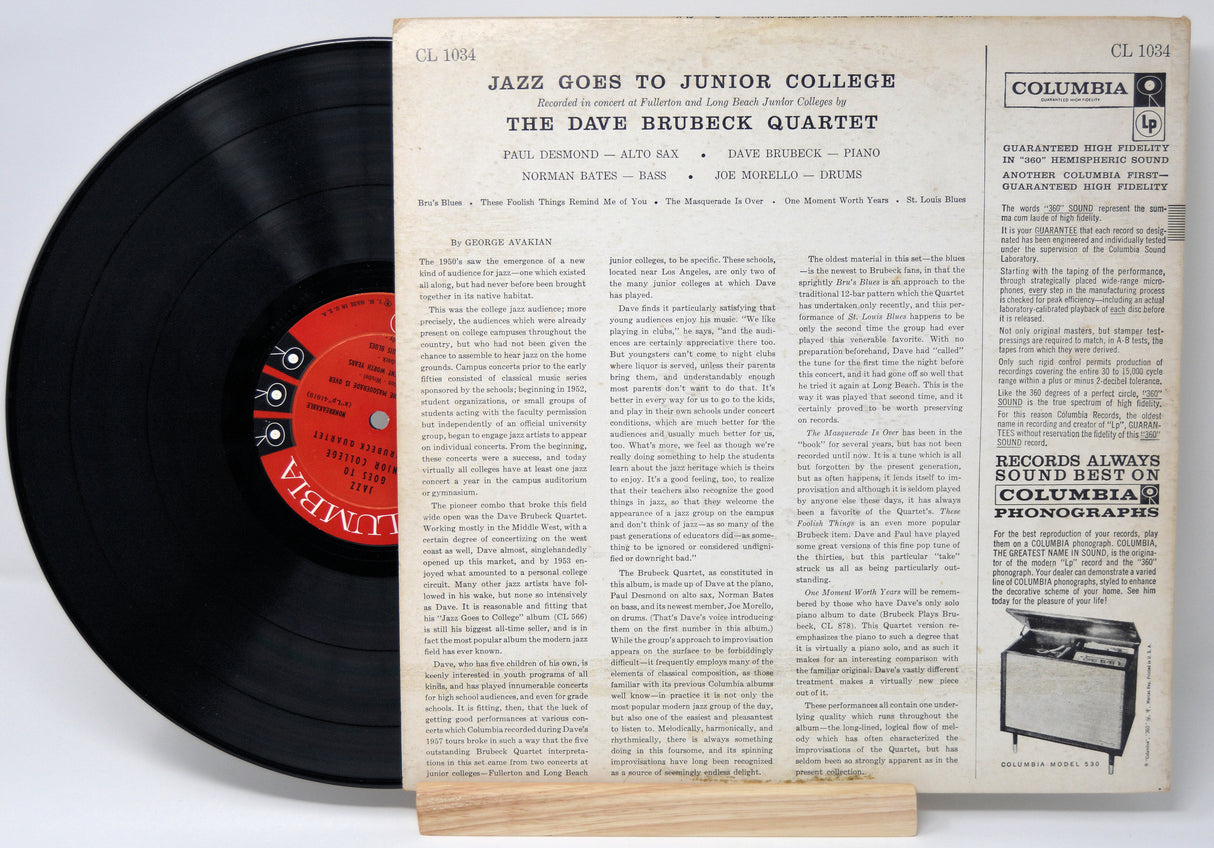 CL 1034
JAZZ GOES TO JUNIOR COLLEGE
Recorded in concert at Fullerton and Long Beach Junior Colleges by
THE DAVE BRUBECK QUARTET
PAUL DESMOND — ALTO SAX • DAVE BRUBECK — PIANO
NORMAN BATES — BASS • JOE MORELLO — DRUMS
Bru's Blues • These Foolish Things Remind Me of You • The Masquerade Is Over • One Moment Worth Years • St. Louis Blues
By GEORGE AVAKIAN
The 1950's saw the emergence of a new
kind of audience for jazz—one which existed
all along, but had never before been brought
together in its native habitat.
This was the college jazz audience; more
precisely, the audiences which were already
present on college campuses throughout the
country, but who had not been given the
chance to assemble to hear jazz on the home
grounds. Campus concerts prior to the early
fifties consisted of classical music series
sponsored by the schools; beginning in 1952,
student organizations, or small groups of
students acting with the faculty permission
but independently of an official university
group, began to engage jazz artists to appear
on individual concerts. From the beginning,
these concerts were a success, and today
virtually all colleges have at least one jazz
concert a year in the campus auditorium
or gymnasium.
The pioneer combo that broke this field
wide open was the Dave Brubeck Quartet.
Working mostly in the Middle West, with a
certain degree of concertizing on the west
coast as well, Dave almost, singlehandedly
opened up this market, and by 1953 en-
joyed what amounted to a personal college
circuit. Many other jazz artists have fol-
lowed in his wake, but none so intensively
as Dave. It is reasonable and fitting that
his "Jazz Goes to College" album (CL 566)
is still his biggest all-time seller, and is in
fact the most popular album the modern jazz
field has ever known.
Dave, who has five children of his own, is
keenly interested in youth programs of all
kinds, and has played innumerable concerts
for high school audiences, and even for grade
schools. It is fitting, then, that the luck of
getting good performances at various con-
certs which Columbia recorded during Dave's
1957 tours broke in such a way that the five
outstanding Brubeck Quartet interpreta-
tions in this set came from two concerts at
junior colleges—Fullerton and Long Beach
junior colleges, to be specific. These schools,
located near Los Angeles, are only two of
the many junior colleges at which Dave
has played.
Dave finds it particularly satisfying that
young audiences enjoy his music. "We like
playing in clubs," he says, "and the audi-
ences are certainly appreciative there too.
But youngsters can't come to night clubs
where liquor is served, unless their parents
bring them, and understandably enough
most parents don't want to do that. It's
better in every way for us to go to the kids,
and play in their own schools under concert
conditions, which are much better for the
audiences and usually much better for us,
too. What's more, we feel as though we're
really doing something to help the students
learn about the jazz heritage which is theirs
to enjoy. It's a good feeling, too, to realize
that their teachers also recognize the good
things in jazz, so that they welcome the
appearance of a jazz group on the campus
and don't think of jazz—as so many of the
past generations of educators did—as some-
thing to be ignored or considered undigni-
fied or downright bad."
The Brubeck Quartet, as constituted in
this album, is made up of Dave at the piano,
Paul Desmond on alto sax, Norman Bates
on bass, and its newest member, Joe Morello,
on drums. (That's Dave's voice introducing
them on the first number in this album.)
While the group's approach to improvisation
appears on the surface to be forbiddingly
difficult—it frequently employs many of the
elements of classical composition, as those
familiar with its previous Columbia albums
well know—in practice it is not only the
most popular modern jazz group of the day,
but also one of the easiest and pleasantest
to listen to. Melodically, harmonically, and
rhythmically, there is always something
doing in this foursome, and its spinning
improvisations have long been recognized
as a source of seemingly endless delight.
The oldest material in this set—the blues
—is the newest to Brubeck fans, in that the
sprightly Bru's Blues is an approach to the
traditional 12-bar pattern which the Quartet
has undertaken only recently, and this per-
formance of St. Louis Blues happens to be
only the second time the group had ever
played this venerable favorite. With no
preparation beforehand, Dave had "called"
the tune for the first time the night before
this concert, and it had gone off so well that
he tried it again at Long Beach. This is the
way it was played that second time, and it
certainly proved to be worth preserving
on records.
The Masquerade Is Over has been in the
"book" for several years, but has not been
recorded until now. It is a tune which is all
but forgotten by the present generation,
but as often happens, it lends itself to im-
provisation and although it is seldom played
by anyone else these days, it has always
been a favorite of the Quartet's. These
Foolish Things is an even more popular
Brubeck item. Dave and Paul have played
some great versions of this fine pop tune of
the thirties, but this particular "take"
struck us all as being particularly out-
standing.
One Moment Worth Years will be remem-
bered by those who have Dave's only solo
piano album to date (Brubeck Plays Bru-
beck, CL 878). This Quartet version re-
emphasizes the piano to such a degree that
it is virtually a piano solo, and as such it
makes for an interesting comparison with
the familiar original. Dave's vastly different
treatment makes a virtually new piece
out of it.
These performances all contain one under-
lying quality which runs throughout the
album—the long-lined, logical flow of mel-
ody which has often characterized the
improvisations of the Quartet, but has
seldom been so strongly apparent as in the
present collection.
CL 1034
COLUMBIA
GUARANTEED HIGH FIDELITY
Lp
GUARANTEED HIGH FIDELITY
IN "360" HEMISPHERIC SOUND
ANOTHER COLUMBIA FIRST—
GUARANTEED HIGH FIDELITY
The words "360" SOUND represent the sum-
ma cum laude of high fidelity.
It is your GUARANTEE that each record so desig-
nated has been engineered and individually tested
under the supervision of the Columbia Sound
Laboratory.
Starting with the taping of the performance,
through strategically placed wide-range micro-
phones, every step in the manufacturing process
is checked for peak efficiency—including an actual
laboratory-calibrated playback of each disc before
it is released.
Not only original masters, but stamper test-
pressings are required to match, in A-B tests, the
tapes from which they were derived.
Only such rigid control permits production of
recordings covering the entire 30 to 15,000 cycle
range within a plus or minus 2-decibel tolerance.
Like the 360 degrees of a perfect circle, "360"
SOUND is the true spectrum of high fidelity.
For this reason Columbia Records, the oldest
name in recording and creator of "Lp", GUARAN-
TEES without reservation the fidelity of this "360"
SOUND record.
RECORDS ALWAYS
SOUND BEST ON
COLUMBIA
PHONOGRAPHS
For the best reproduction of your records, play
them on a COLUMBIA phonograph. COLUMBIA,
THE GREATEST NAME IN SOUND, is the origina-
tor of the modern "Lp" record and the "360"
phonograph. Your dealer can demonstrate a varied
line of COLUMBIA phonographs, styled to enhance
the decorative scheme of your home. See him
today for the pleasure of your life!
COLUMBIA MODEL 530
LUMBIA
JAZZ
GOES TO
NIOR COLLEGE
RUBECK QUARTET
NONBREAKABLE
MASQUERADE IS OVER
NT WORTH YEARS
UIS BLUES